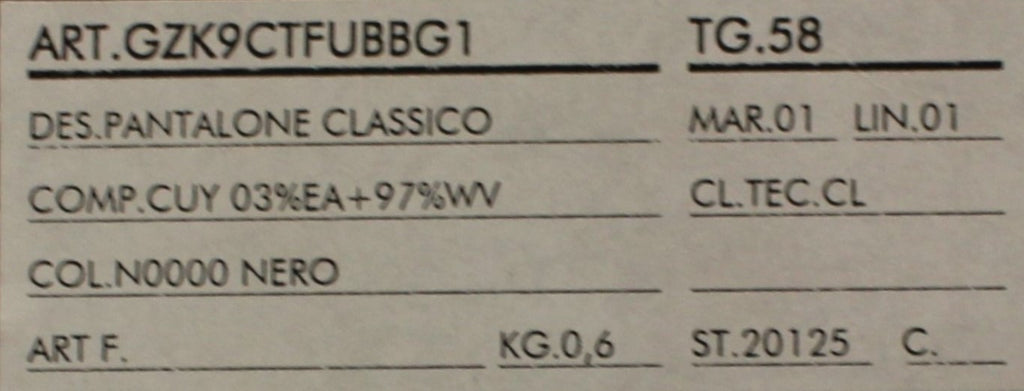 ART.GZK9CTFUBBG1 TG.58
DES.PANTALONE CLASSICO MAR.01 LIN.01
COMP.CUY 03%EA+97%WV CL.TEC.CL
COL.N0000 NERO
ART F. KG.0,6 ST.20125 C.